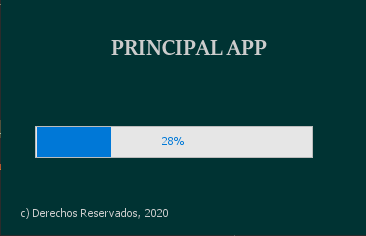 PRINCIPAL APP
28%
c) Derechos Reservados, 2020